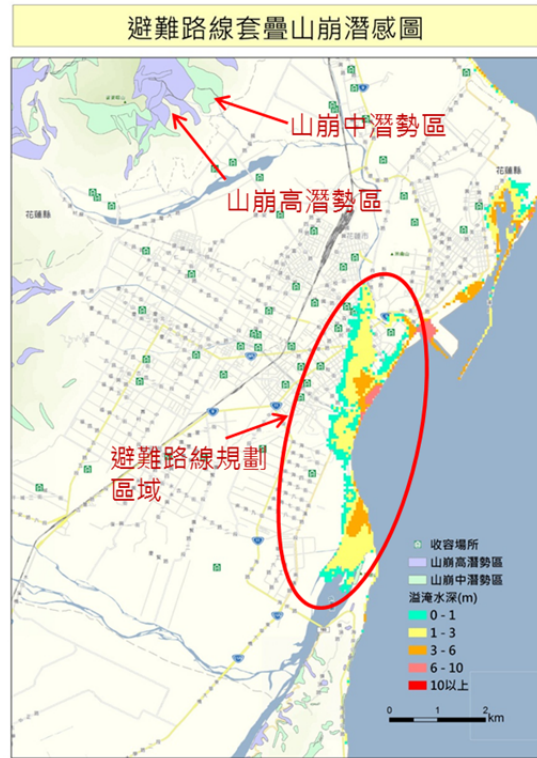 避難路線套疊山崩潛感圖
山崩中潛勢區
山崩高潛勢區
花蓮縣
花蓮縣
花蓮市
避難路線規劃
區域
收容場所
山崩高潛勢區
山崩中潛勢區
溢淹水深(m)
0 - 1
1 - 3
3 - 6
6 - 10
10以上
0 1 2
km